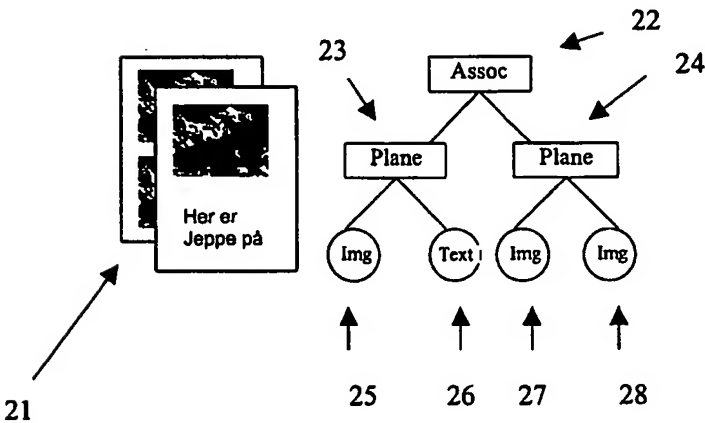 22
23
Assoc
24
Plane Plane
Her er
Jeppe på
Img Text Img Img
25 26 27 28
21